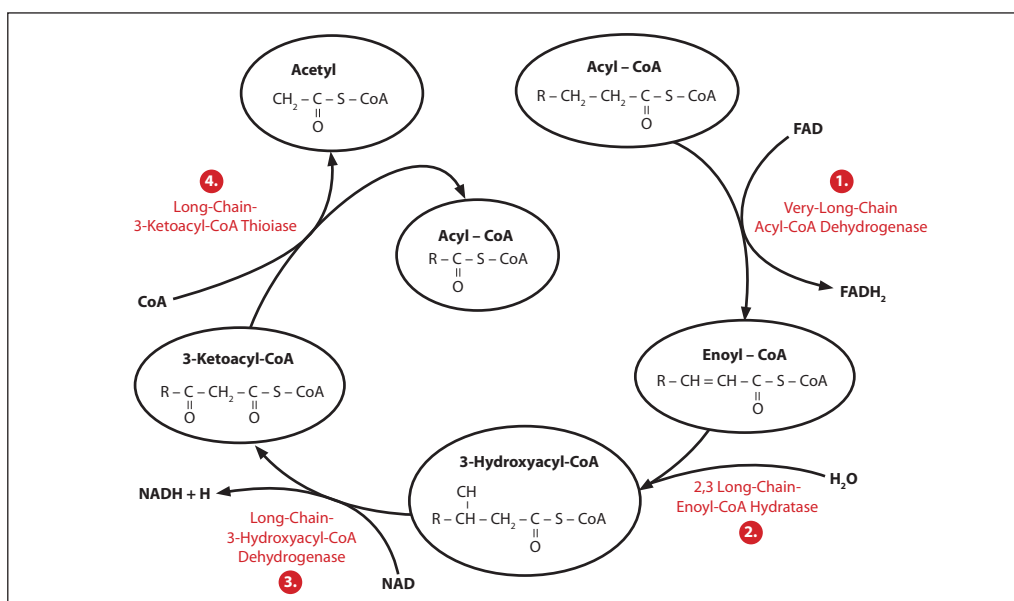 Acetyl
CH₂ – C – S – CoA
=
O
Acyl – CoA
R – CH₂ – CH₂ – C – S – CoA
=
O
FAD
4.
Long-Chain-
3-Ketoacyl-CoA Thioiase
1.
Very-Long-Chain
Acyl-CoA Dehydrogenase
Acyl – CoA
R – C – S – CoA
=
O
CoA
FADH₂
3-Ketoacyl-CoA
R – C – CH₂ – C – S – CoA
= =
O O
Enoyl – CoA
R – CH = CH – C – S – CoA
=
O
3-Hydroxyacyl-CoA
CH
|
R – CH – CH₂ – C – S – CoA
=
O
NADH + H
H₂O
2,3 Long-Chain-
Enoyl-CoA Hydratase
2.
Long-Chain-
3-Hydroxyacyl-CoA
Dehydrogenase
3.
NAD